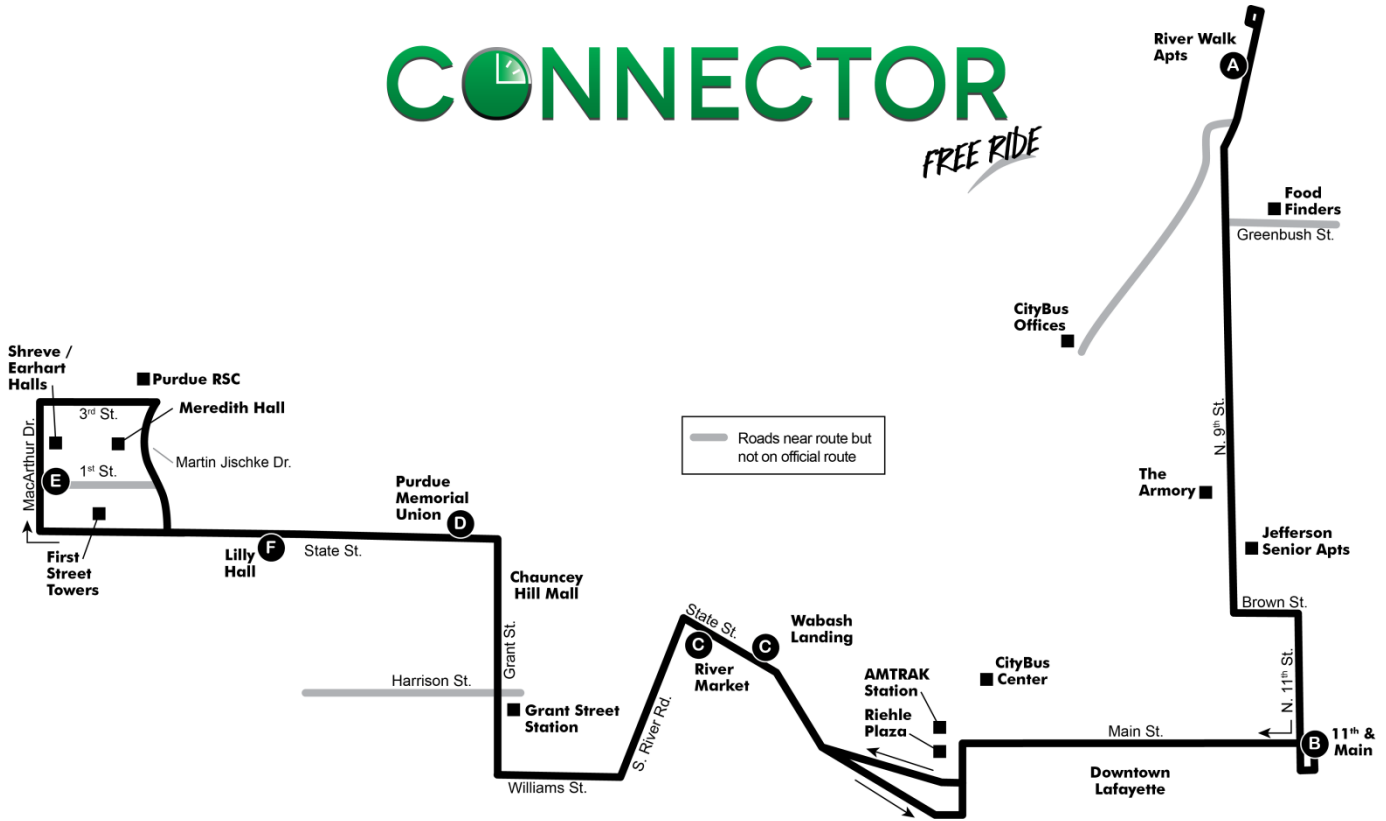 CONNECTOR
FREE RIDE
River Walk
Apts
A
Food
Finders
Greenbush St.
CityBus
Offices
N. 9th St.
Shreve /
Earhart
Halls
Purdue RSC
3rd St.
Meredith Hall
MacArthur Dr.
E
1st St.
Martin Jischke Dr.
First
Street
Towers
Roads near route but
not on official route
Purdue
Memorial
Union
D
Lilly
Hall
F
State St.
Chauncey
Hill Mall
Grant St.
Harrison St.
Grant Street
Station
Williams St.
S. River Rd.
State St.
C
River
Market
C
Wabash
Landing
The
Armory
Jefferson
Senior Apts
Brown St.
N. 11th St.
AMTRAK
Station
Riehle
Plaza
CityBus
Center
Main St.
B
11th &
Main
Downtown
Lafayette